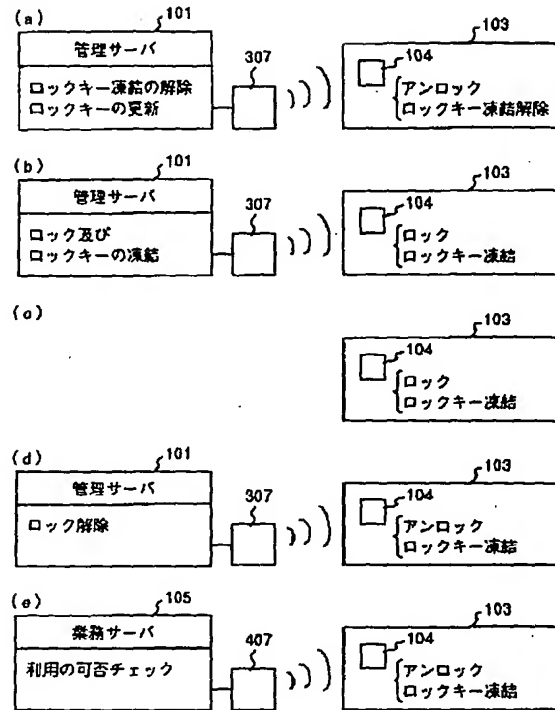 (a)
101
管理サーバ
ロックキー凍結の解除
ロックキーの更新
307
103
104
アンロック
ロックキー凍結解除
(b)
101
管理サーバ
ロック及び
ロックキーの凍結
307
103
104
ロック
ロックキー凍結
(c)
103
104
ロック
ロックキー凍結
(d)
101
管理サーバ
ロック解除
307
103
104
アンロック
ロックキー凍結
(e)
105
業務サーバ
利用の可否チェック
407
103
104
アンロック
ロックキー凍結